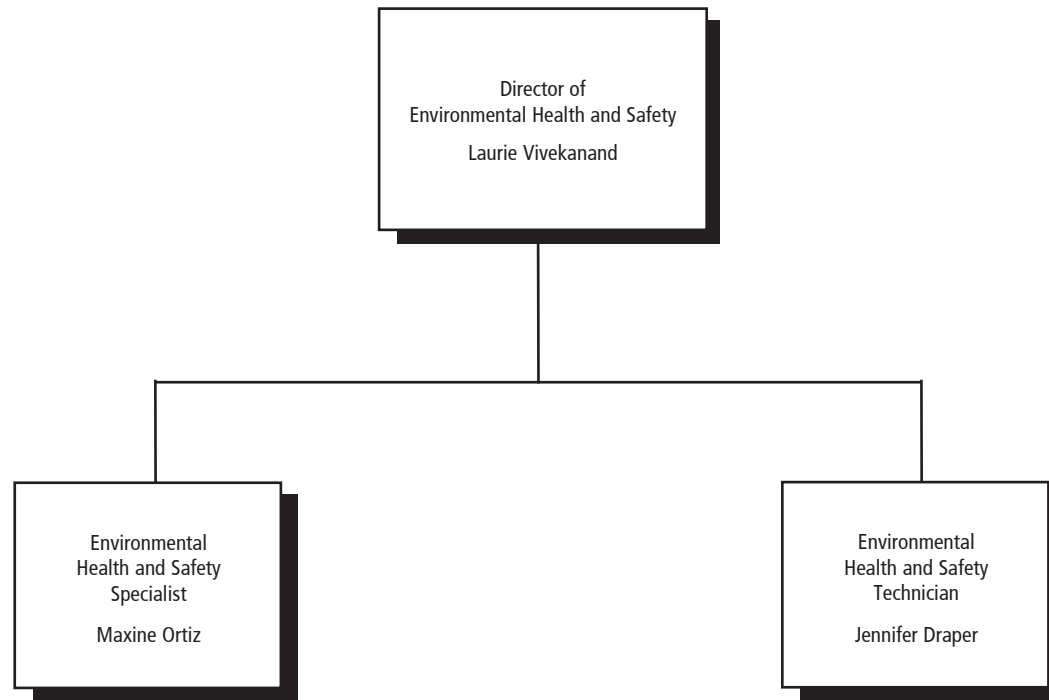 Director of
Environmental Health and Safety
Laurie Vivekanand
Environmental
Health and Safety
Specialist
Maxine Ortiz
Environmental
Health and Safety
Technician
Jennifer Draper